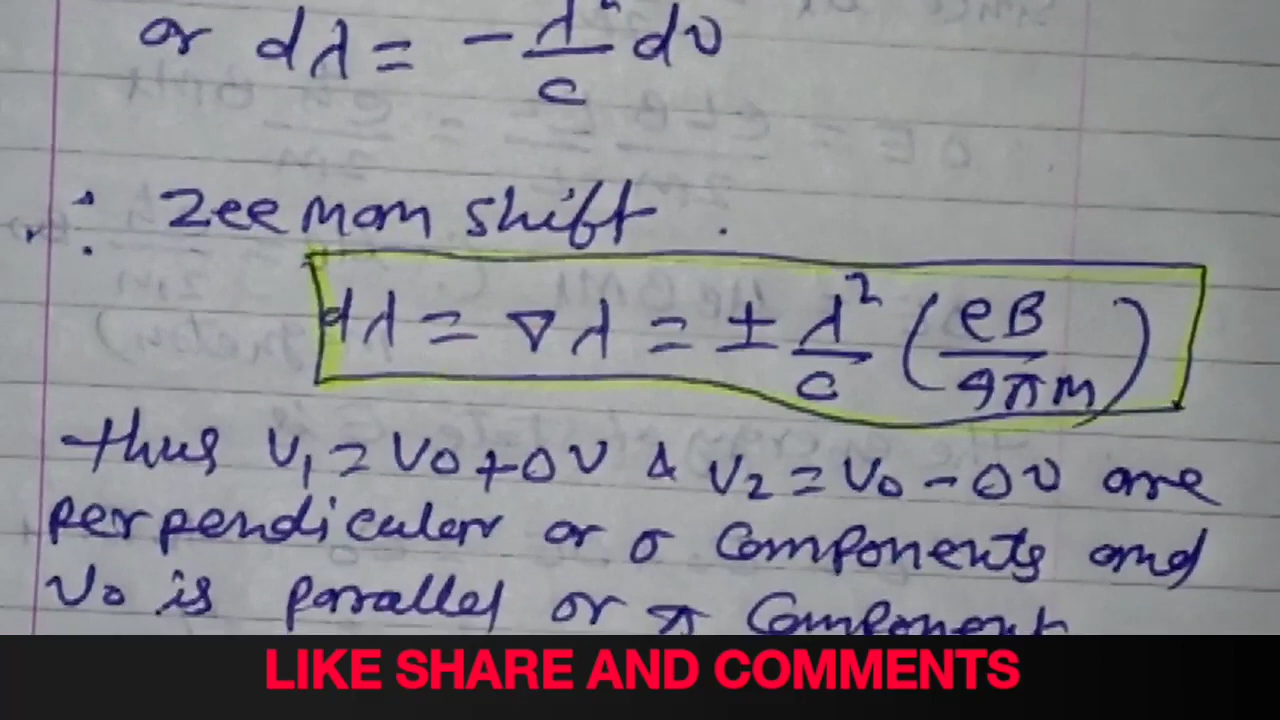 or dλ = - λ²/c dν
∴ Zeeman shift.
dλ = ∇λ = ± λ²/c (eB/4πm)
thus ν₁ = ν₀ + Δν & ν₂ = ν₀ - Δν are
perpendicular or σ components and
ν₀ is parallel or π component
LIKE SHARE AND COMMENTS